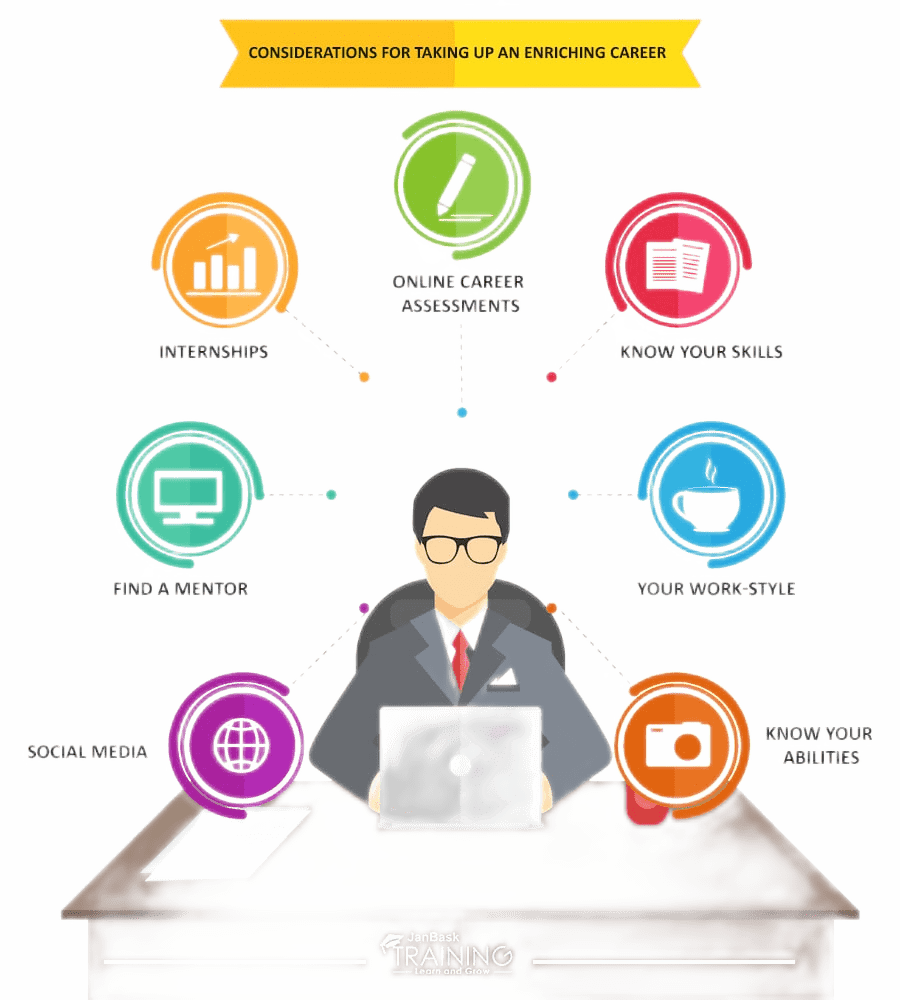 CONSIDERATIONS FOR TAKING UP AN ENRICHING CAREER
ONLINE CAREER
ASSESSMENTS
INTERNSHIPS
KNOW YOUR SKILLS
FIND A MENTOR
YOUR WORK-STYLE
SOCIAL MEDIA
KNOW YOUR
ABILITIES
JanBask
TRAINING
Learn and Grow